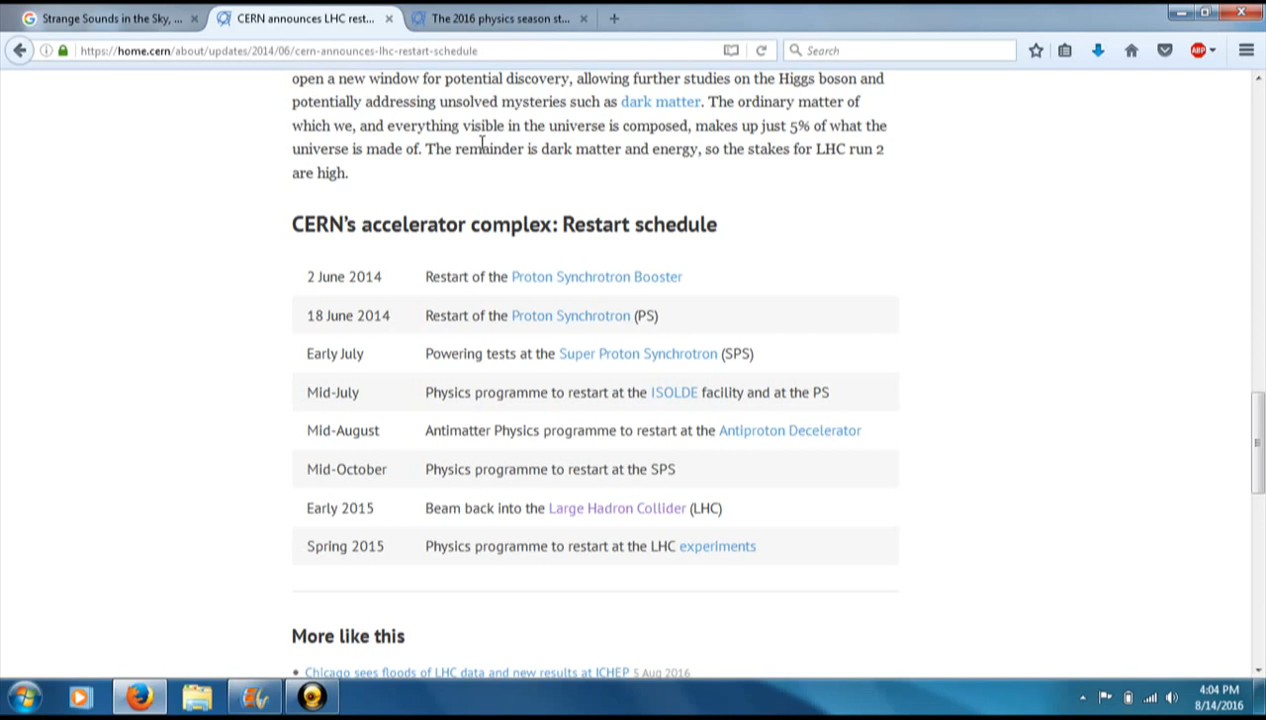 Strange Sounds in the Sky, ...
CERN announces LHC rest...
The 2016 physics season st...
https://home.cern/about/updates/2014/06/cern-announces-lhc-restart-schedule
Search
ABP
open a new window for potential discovery, allowing further studies on the Higgs boson and
potentially addressing unsolved mysteries such as dark matter. The ordinary matter of
which we, and everything visible in the universe is composed, makes up just 5% of what the
universe is made of. The remainder is dark matter and energy, so the stakes for LHC run 2
are high.
CERN's accelerator complex: Restart schedule
2 June 2014 Restart of the Proton Synchrotron Booster
18 June 2014 Restart of the Proton Synchrotron (PS)
Early July Powering tests at the Super Proton Synchrotron (SPS)
Mid-July Physics programme to restart at the ISOLDE facility and at the PS
Mid-August Antimatter Physics programme to restart at the Antiproton Decelerator
Mid-October Physics programme to restart at the SPS
Early 2015 Beam back into the Large Hadron Collider (LHC)
Spring 2015 Physics programme to restart at the LHC experiments
More like this
• Chicago sees floods of LHC data and new results at ICHEP 5 Aug 2016
4:04 PM
8/14/2016